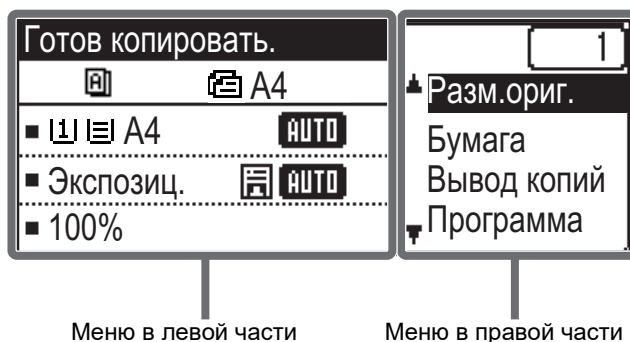 Готов копировать.
A A4
1 A4 AUTO
Экспозиц. AUTO
100%
Меню в левой части
1
Разм.ориг.
Бумага
Вывод копий
Программа
Меню в правой части